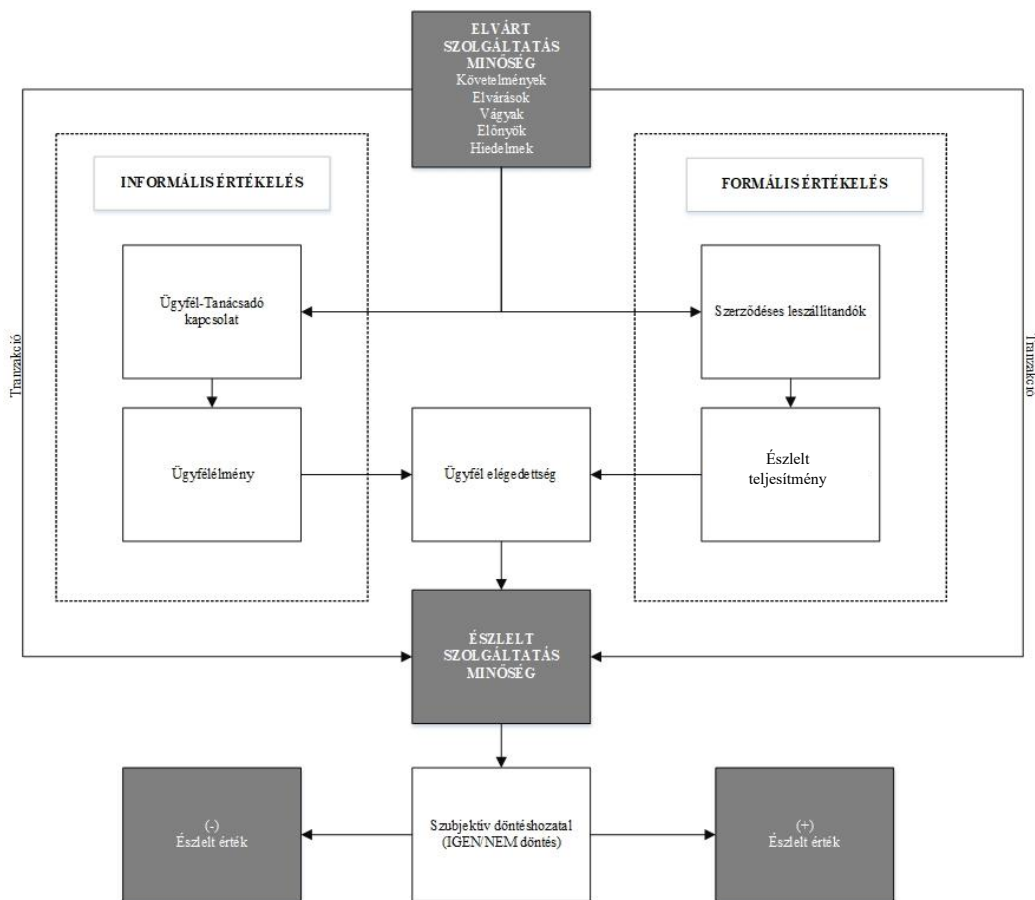 ELVÁRT
SZOLGÁLTATÁS
MINŐSÉG
Követelmények
Elvárások
Vágyak
Előnyök
Hiedelmek
INFORMÁLIS ÉRTÉKELÉS
FORMÁLIS ÉRTÉKELÉS
Ügyfél-Tanácsadó
kapcsolat
Szerződéses leszállítandók
Tranzakció
Tranzakció
Ügyfélélmény
Ügyfél elégedettség
Észlelt
teljesítmény
ÉSZLELT
SZOLGÁLTATÁS
MINŐSÉG
(-)
Észlelt érték
Szubjektív döntéshozatal
(IGEN/NEM döntés)
(+)
Észlelt érték